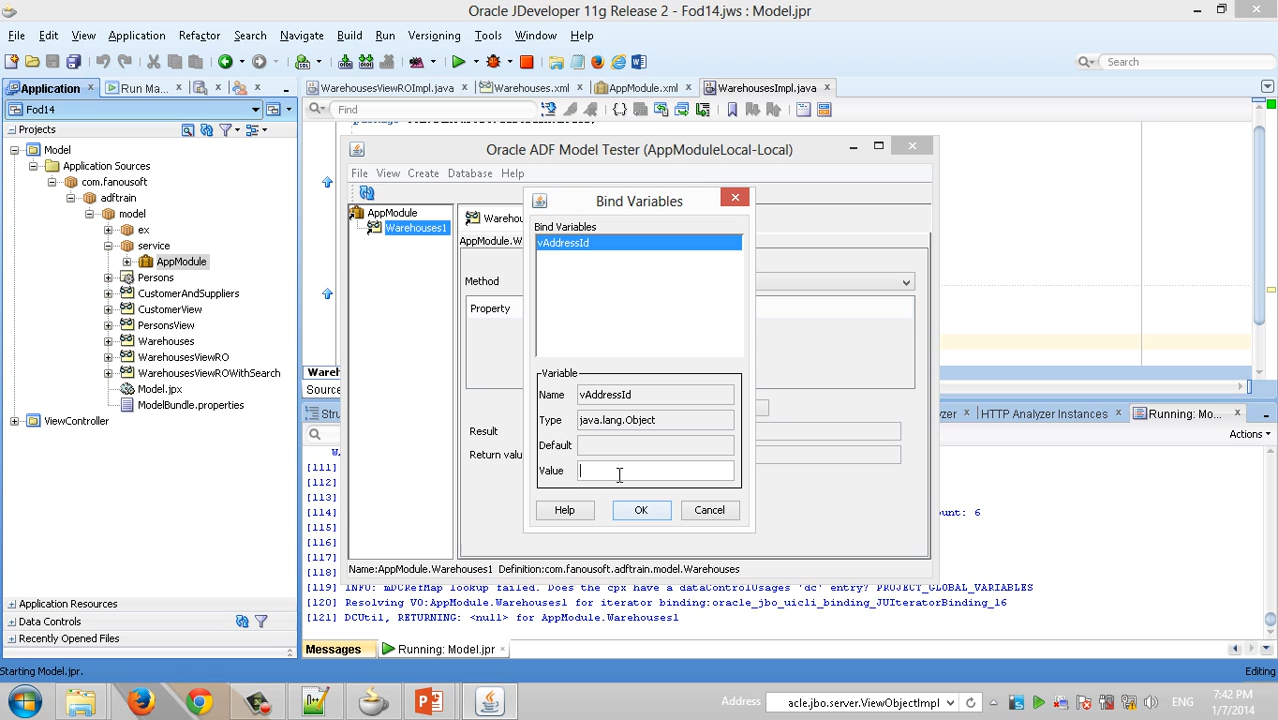 Oracle JDeveloper 11g Release 2 - Fod14.jws : Model.jpr
File Edit View Application Refactor Search Navigate Build Run Versioning Tools Window Help
Search
Application Run Ma...
WarehousesViewROImpl.java Warehouses.xml AppModule.xml WarehousesImpl.java
Fod14
Find
Projects
Model
Application Sources
com.fanousoft
adftrain
model
ex
service
AppModule
Persons
CustomerAndSuppliers
CustomerView
PersonsView
Warehouses
WarehousesViewRO
WarehousesViewROWithSearch
Model.jpx
ModelBundle.properties
ViewController
Application Resources
Data Controls
Recently Opened Files
Starting Model.jpr.
Oracle ADF Model Tester (AppModuleLocal-Local)
File View Create Database Help
AppModule
Warehouses1
Warehou
AppModule.W
Method
Property
Result
Return valu
Name:AppModule.Warehouses1 Definition:com.fanousoft.adftrain.model.Warehouses
Bind Variables
Bind Variables
vAddressId
Variable
Name vAddressId
Type java.lang.Object
Default
Value
Help OK Cancel
Wareh
Source
Stru
yzer HTTP Analyzer Instances Running: Mo...
Actions
[111]
[112]
[113]
[114] ount: 6
[115]
[116]
[117]
[118]
[119] INFO: mDCRefMap lookup failed. Does the cpx have a dataControlUsages 'dc' entry? PROJECT_GLOBAL_VARIABLES
[120] Resolving VO:AppModule.Warehouses1 for iterator binding:oracle_jbo_uicli_binding_JUIteratorBinding_16
[121] DCUtil, RETURNING: <null> for AppModule.Warehouses1
Messages Running: Model.jpr
Editing
Address acle.jbo.server.ViewObjectImpl
ENG
7:42 PM
1/7/2014